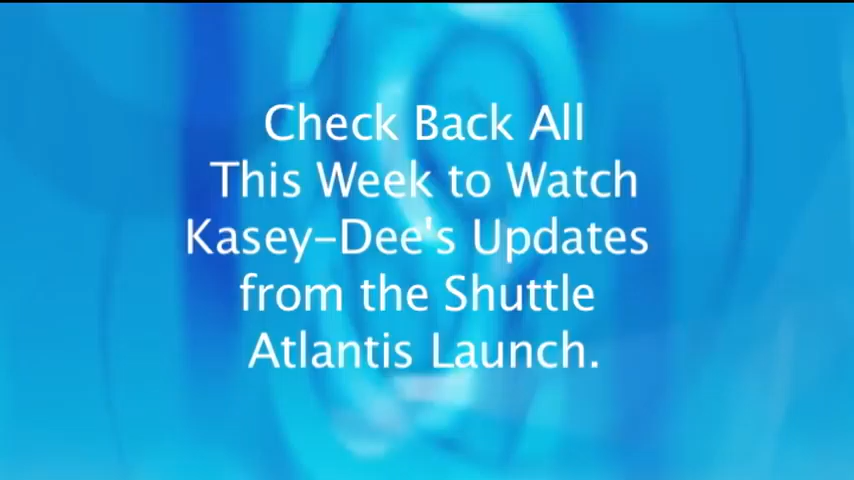 Check Back All
This Week to Watch
Kasey-Dee's Updates
from the Shuttle
Atlantis Launch.